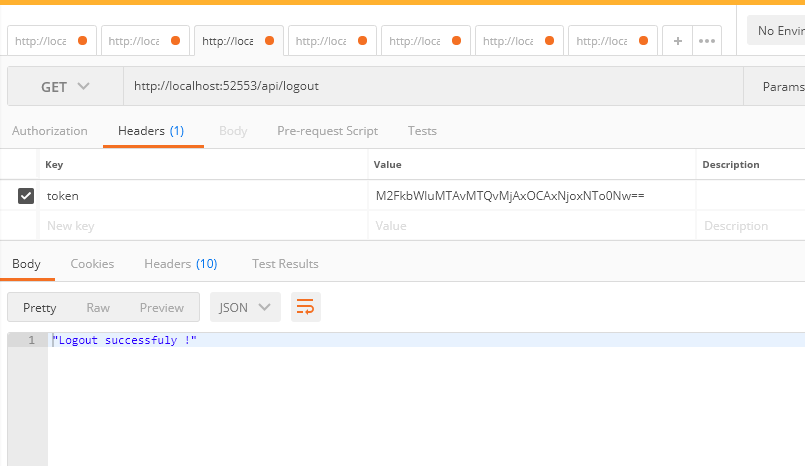 http://loca http://loca http://loca http://loca http://loca http://loca http://loca + •••
No Envir
GET http://localhost:52553/api/logout Params
Authorization Headers (1) Body Pre-request Script Tests
Key Value Description
token M2FkbWluMTAvMTQvMjAxOCAxNjoxNTo0Nw==
New key Value Description
Body Cookies Headers (10) Test Results
Pretty Raw Preview JSON
1 "Logout successfuly !"